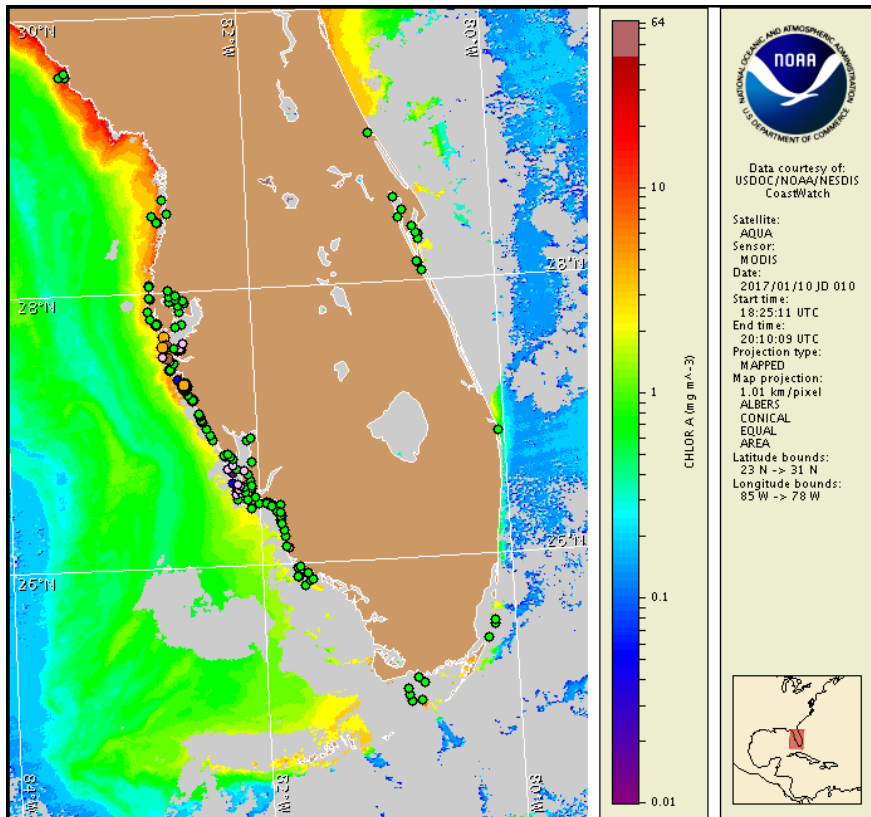 30°N
82°W
80°W
28°N
28°N
26°N
26°N
84°W
82°W
80°W
64
10
1
0.1
0.01
CHLOR A (mg m^-3)
NATIONAL OCEANIC AND ATMOSPHERIC ADMINISTRATION
NOAA
U.S. DEPARTMENT OF COMMERCE
Data courtesy of:
USDOC/NOAA/NESDIS
CoastWatch
Satellite:
AQUA
Sensor:
MODIS
Date:
2017/01/10 JD 010
Start time:
18:25:11 UTC
End time:
20:10:09 UTC
Projection type:
MAPPED
Map projection:
1.01 km/pixel
ALBERS
CONICAL
EQUAL
AREA
Latitude bounds:
23 N -> 31 N
Longitude bounds:
85 W -> 78 W